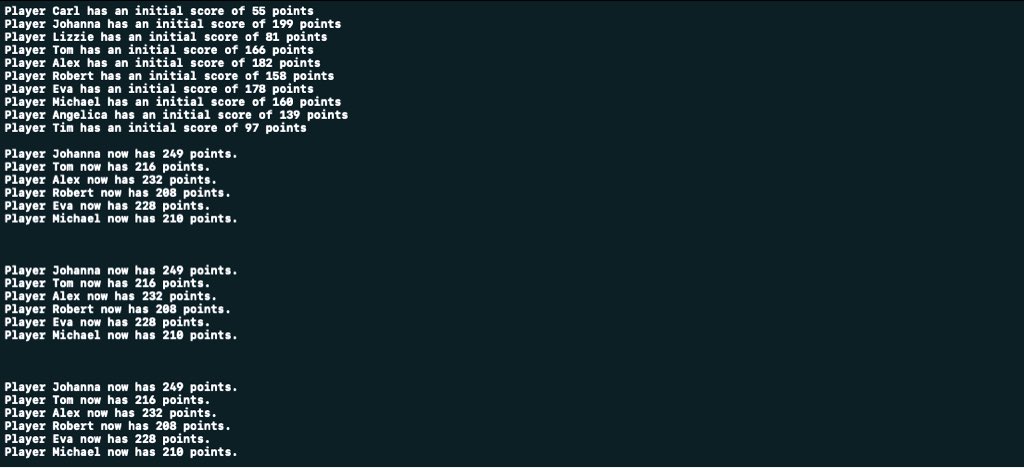 Player Carl has an initial score of 55 points
Player Johanna has an initial score of 199 points
Player Lizzie has an initial score of 81 points
Player Tom has an initial score of 166 points
Player Alex has an initial score of 182 points
Player Robert has an initial score of 158 points
Player Eva has an initial score of 178 points
Player Michael has an initial score of 160 points
Player Angelica has an initial score of 139 points
Player Tim has an initial score of 97 points
Player Johanna now has 249 points.
Player Tom now has 216 points.
Player Alex now has 232 points.
Player Robert now has 208 points.
Player Eva now has 228 points.
Player Michael now has 210 points.
Player Johanna now has 249 points.
Player Tom now has 216 points.
Player Alex now has 232 points.
Player Robert now has 208 points.
Player Eva now has 228 points.
Player Michael now has 210 points.
Player Johanna now has 249 points.
Player Tom now has 216 points.
Player Alex now has 232 points.
Player Robert now has 208 points.
Player Eva now has 228 points.
Player Michael now has 210 points.